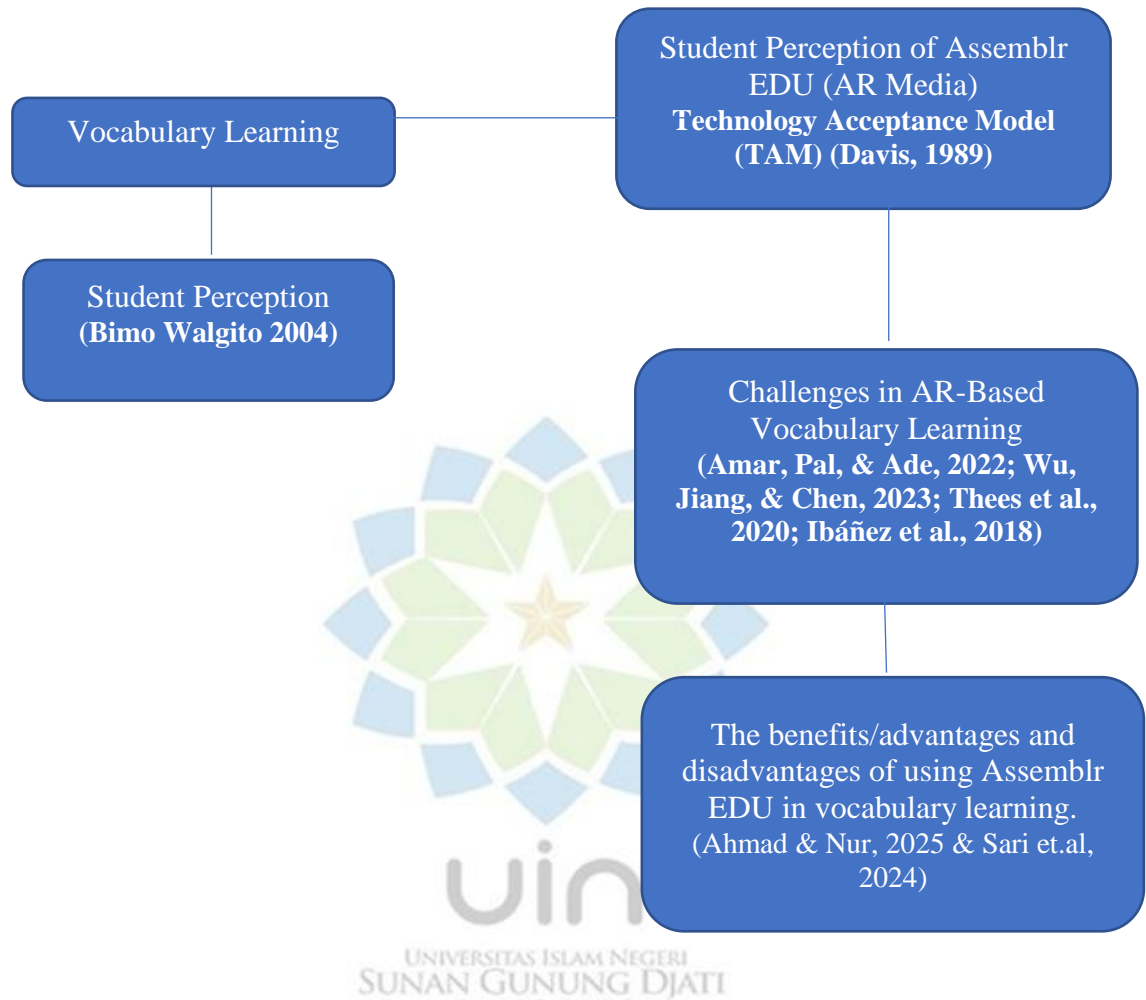 Student Perception of Assemblr
EDU (AR Media)
Technology Acceptance Model
(TAM) (Davis, 1989)
Vocabulary Learning
Student Perception
(Bimo Walgito 2004)
Challenges in AR-Based
Vocabulary Learning
(Amar, Pal, & Ade, 2022; Wu,
Jiang, & Chen, 2023; Thees et al.,
2020; Ibáñez et al., 2018)
The benefits/advantages and
disadvantages of using Assemblr
EDU in vocabulary learning.
(Ahmad & Nur, 2025 & Sari et.al,
2024)
uin
UNIVERSITAS ISLAM NEGERI
SUNAN GUNUNG DJATI